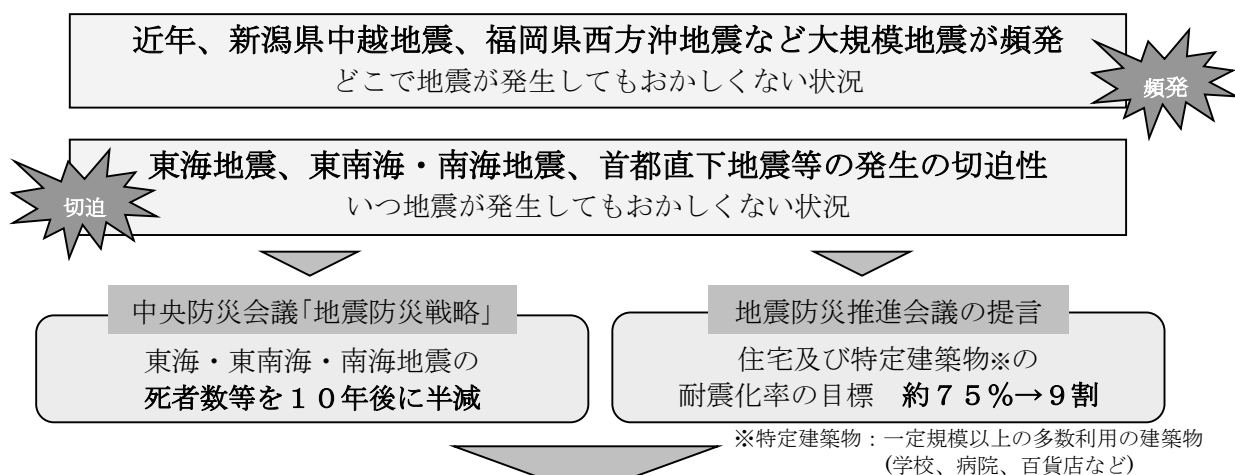 近年、新潟県中越地震、福岡県西方沖地震など大規模地震が頻発
どこで地震が発生してもおかしくない状況
頻発
東海地震、東南海・南海地震、首都直下地震等の発生の切迫性
いつ地震が発生してもおかしくない状況
切迫
中央防災会議「地震防災戦略」
東海・東南海・南海地震の
死者数等を10年後に半減
地震防災推進会議の提言
住宅及び特定建築物※の
耐震化率の目標　約75%→9割
※特定建築物：一定規模以上の多数利用の建築物
(学校、病院、百貨店など)